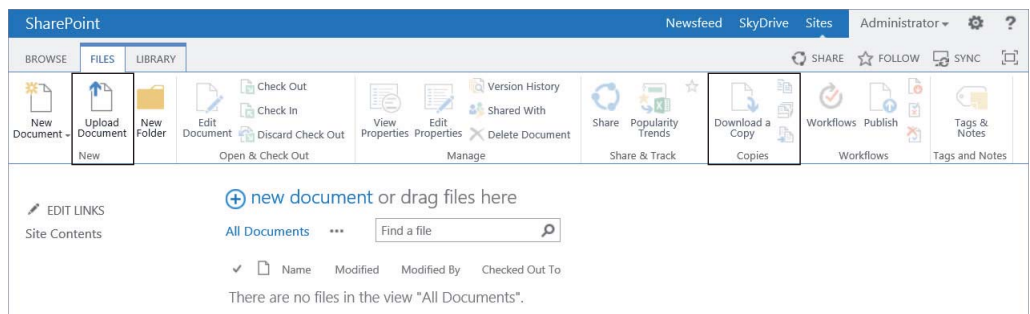 SharePoint Newsfeed SkyDrive Sites Administrator ?
BROWSE FILES LIBRARY SHARE FOLLOW SYNC
New Document
Upload Document
New Folder
New
Edit Document
Check Out
Check In
Discard Check Out
Open & Check Out
View Properties
Edit Properties
Version History
Shared With
Delete Document
Manage
Share
Popularity Trends
Share & Track
Download a Copy
Copies
Workflows
Publish
Workflows
Tags & Notes
Tags and Notes
EDIT LINKS
Site Contents
new document or drag files here
All Documents ••• Find a file
Name Modified Modified By Checked Out To
There are no files in the view "All Documents".